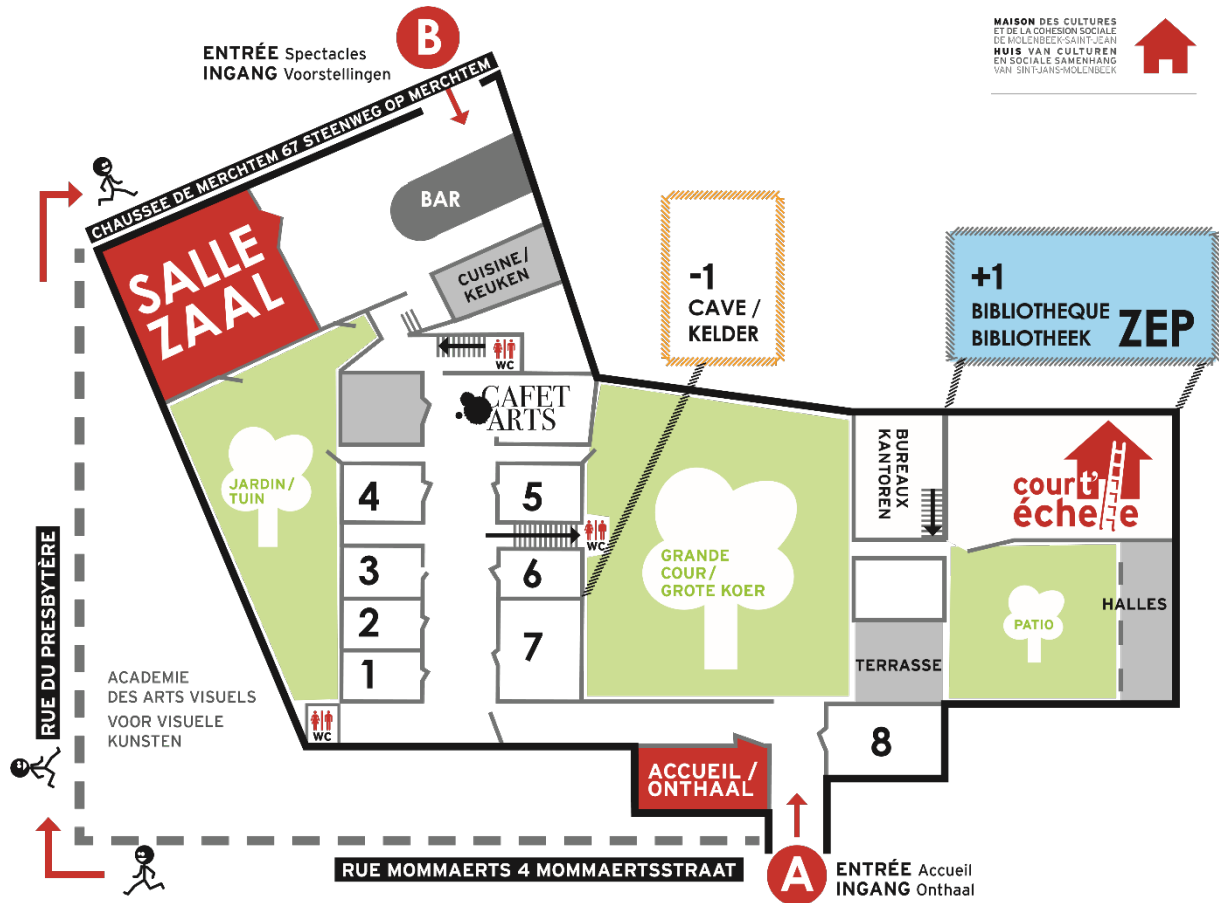 MAISON DES CULTURES
ET DE LA COHESION SOCIALE
DE MOLENBEEK-SAINT-JEAN
HUIS VAN CULTUREN
EN SOCIALE SAMENHANG
VAN SINT-JANS-MOLENBEEK
ENTRÉE Spectacles
INGANG Voorstellingen
B
CHAUSSEE DE MERCHTEM 67 STEENWEG OP MERCHTEM
BAR
SALLE
ZAAL
CUISINE/
KEUKEN
-1
CAVE /
KELDER
+1
BIBLIOTHEQUE
BIBLIOTHEEK
ZEP
WC
CAFET
ARTS
JARDIN/
TUIN
4
5
WC
3
6
2
7
1
WC
GRANDE
COUR/
GROTE KOER
BUREAUX
KANTOREN
court'
échelle
HALLES
PATIO
TERRASSE
8
RUE DU PRESBYTÈRE
ACADEMIE
DES ARTS VISUELS
VOOR VISUELE
KUNSTEN
ACCUEIL /
ONTHAAL
RUE MOMMAERTS 4 MOMMAERTSSTRAAT
A
ENTRÉE Accueil
INGANG Onthaal